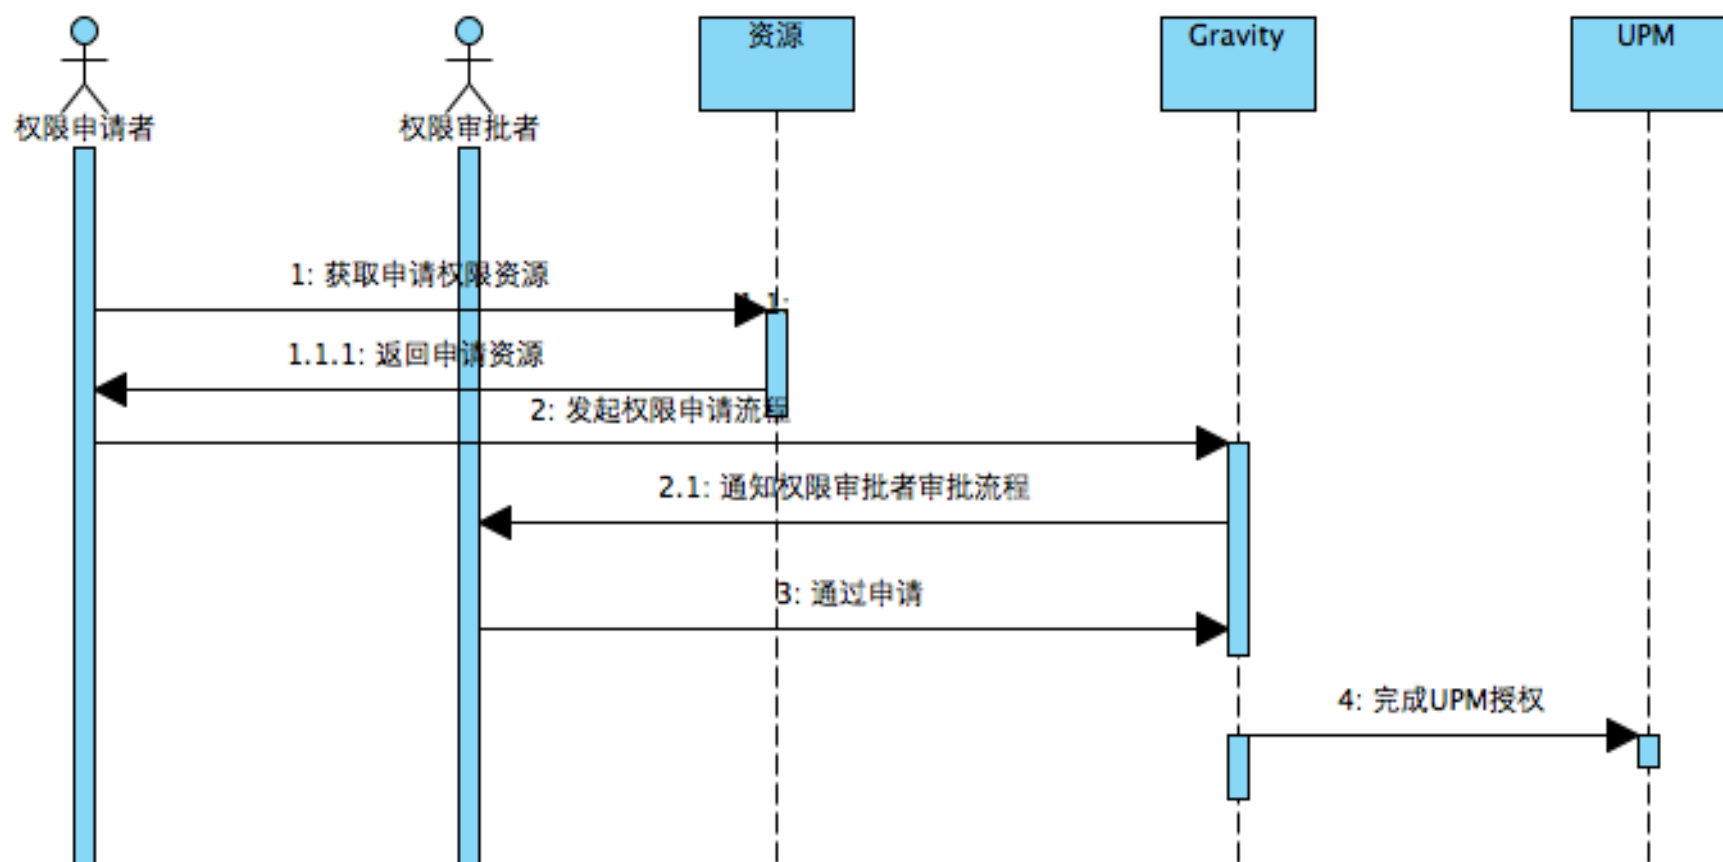 权限申请者
权限审批者
资源
Gravity
UPM
1: 获取申请权限资源
1.1:
1.1.1: 返回申请资源
2: 发起权限申请流程
2.1: 通知权限审批者审批流程
3: 通过申请
4: 完成UPM授权